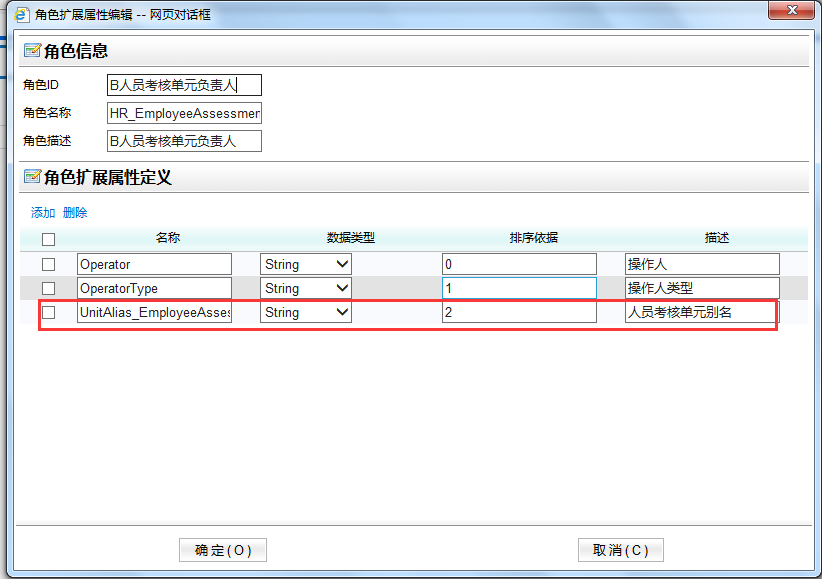 角色扩展属性编辑 -- 网页对话框
角色信息
角色ID B人员考核单元负责人
角色名称 HR_EmployeeAssessmen
角色描述 B人员考核单元负责人
角色扩展属性定义
添加 删除
名称 数据类型 排序依据 描述
Operator String 0 操作人
OperatorType String 1 操作人类型
UnitAlias_EmployeeAsses String 2 人员考核单元别名
确定(O) 取消(C)